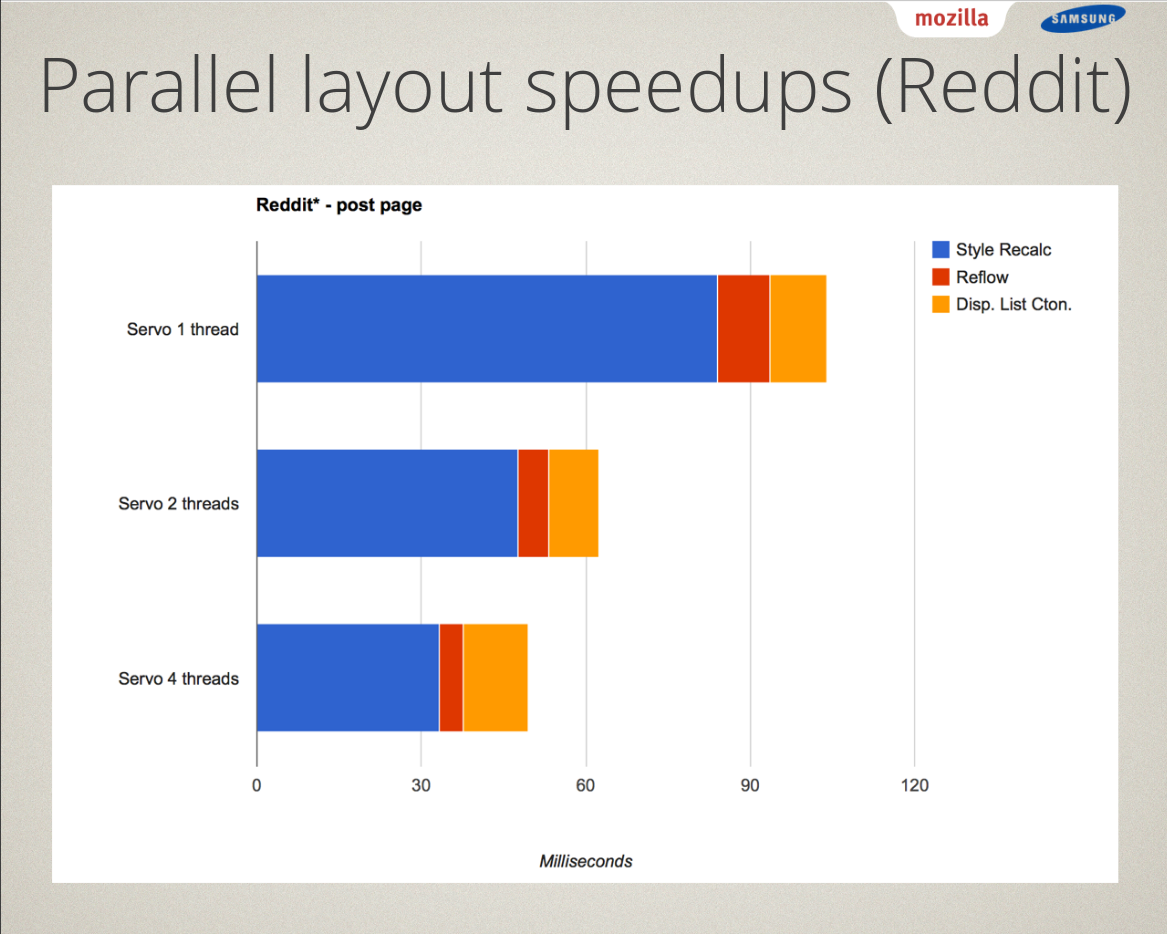 mozilla
SAMSUNG
Parallel layout speedups (Reddit)
Reddit* - post page
Style Recalc
Reflow
Disp. List Cton.
Servo 1 thread
Servo 2 threads
Servo 4 threads
0 30 60 90 120
Milliseconds